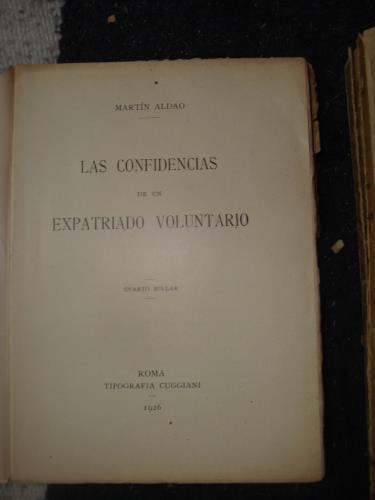 MARTÍN ALDAO
LAS CONFIDENCIAS
DE UN
EXPATRIADO VOLUNTARIO
CUARTO MILLAR
ROMA
TIPOGRAFIA CUGGIANI
1926